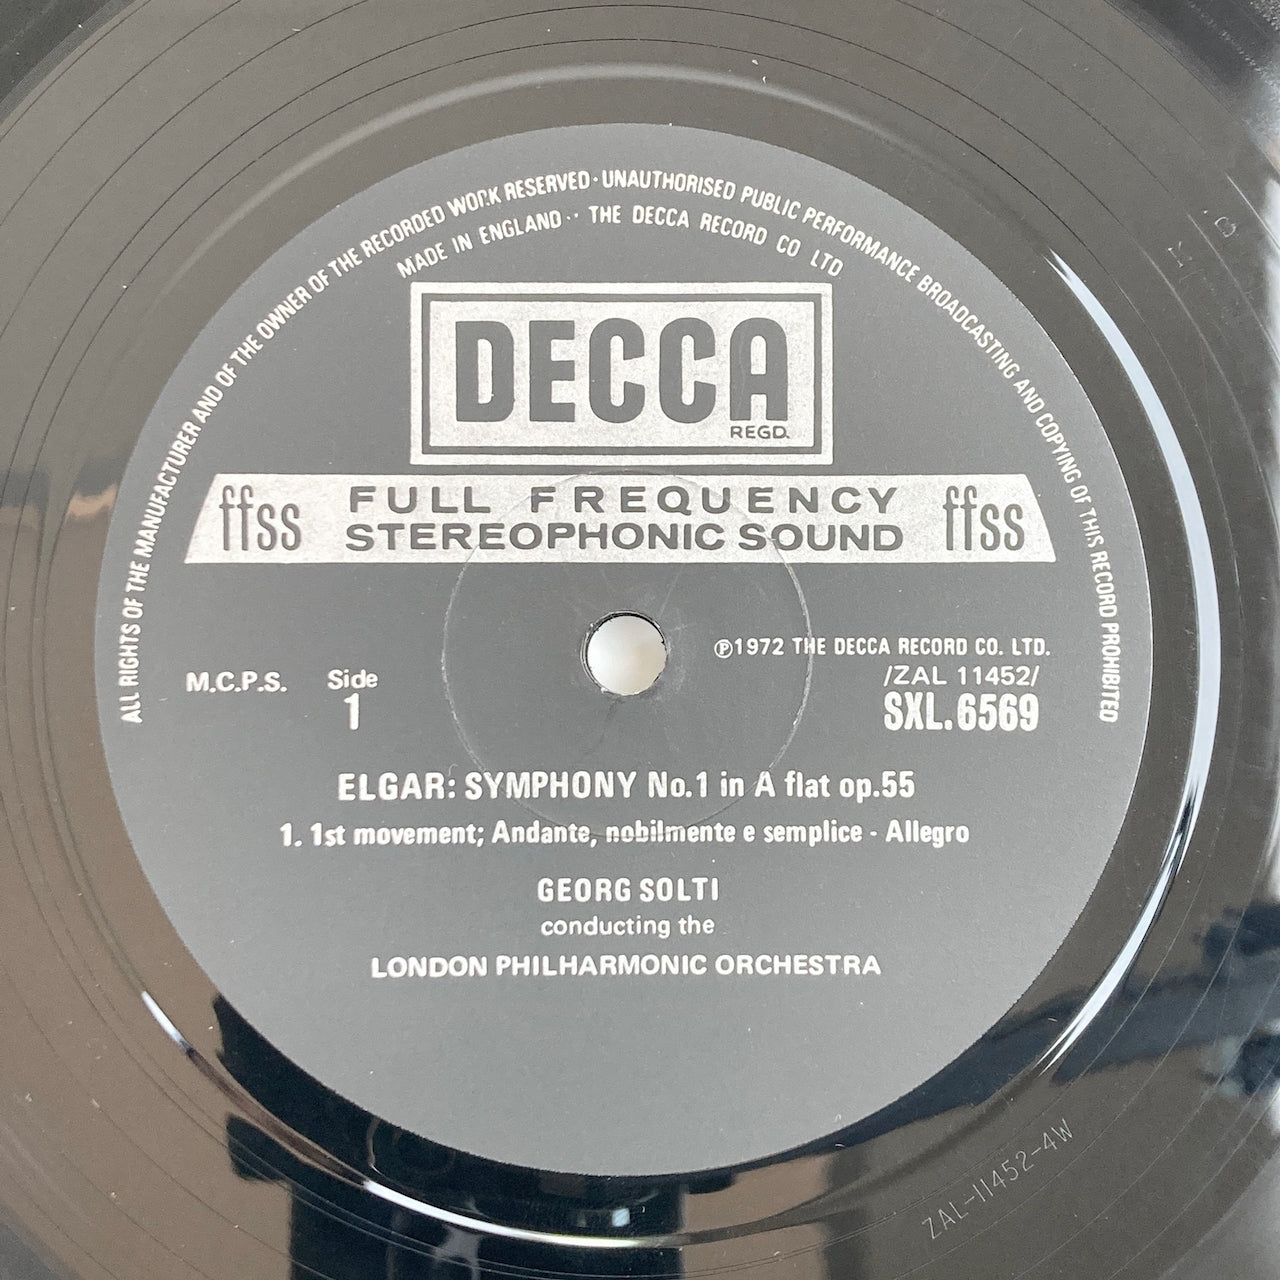 ALL RIGHTS OF THE MANUFACTURER AND OF THE OWNER OF THE RECORDED WORK RESERVED · UNAUTHORISED PUBLIC PERFORMANCE BROADCASTING AND COPYING OF THIS RECORD PROHIBITED
MADE IN ENGLAND ·· THE DECCA RECORD CO LTD
DECCA
REGD.
ffss FULL FREQUENCY ffss
STEREOPHONIC SOUND
℗1972 THE DECCA RECORD CO. LTD.
M.C.P.S. Side /ZAL 11452/
1 SXL.6569
ELGAR: SYMPHONY No.1 in A flat op.55
1. 1st movement; Andante, nobilmente e semplice - Allegro
GEORG SOLTI
conducting the
LONDON PHILHARMONIC ORCHESTRA
ZAL-11452-4W